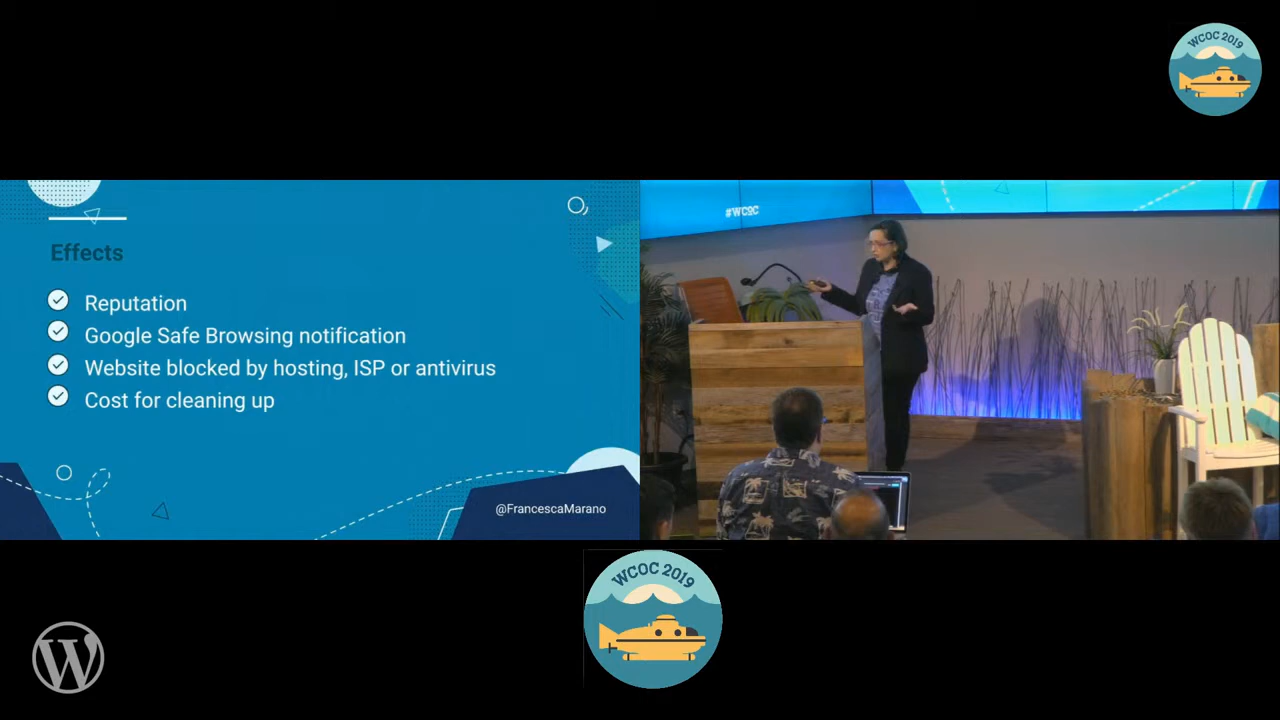 WCOC 2019
#WCOC
Effects
Reputation
Google Safe Browsing notification
Website blocked by hosting, ISP or antivirus
Cost for cleaning up
@FrancescaMarano
WCOC 2019